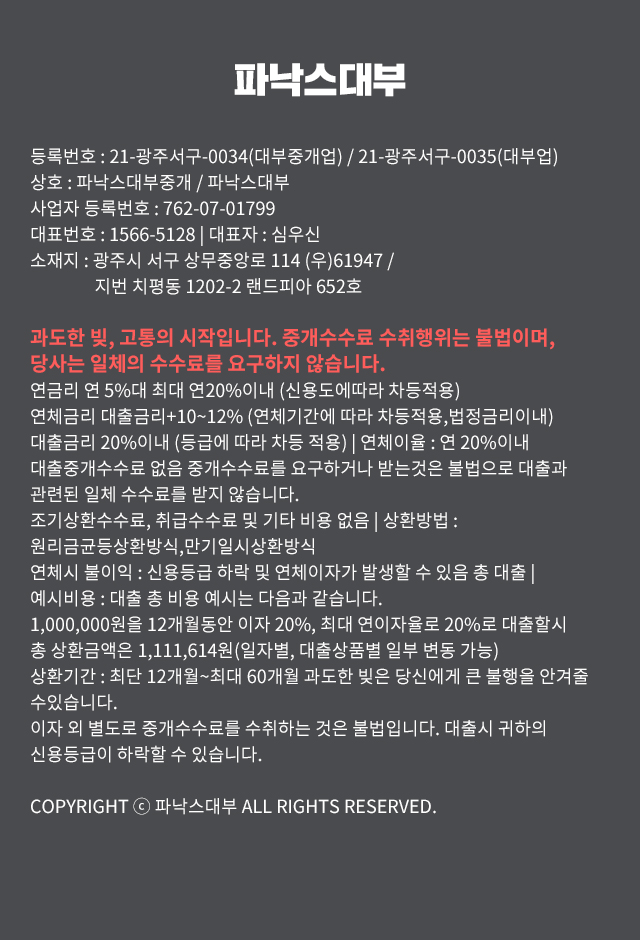 파낙스대부
등록번호 : 21-광주서구-0034(대부중개업) / 21-광주서구-0035(대부업)
상호 : 파낙스대부중개 / 파낙스대부
사업자 등록번호 : 762-07-01799
대표번호 : 1566-5128 | 대표자 : 심우신
소재지 : 광주시 서구 상무중앙로 114 (우)61947 /
지번 치평동 1202-2 랜드피아 652호
과도한 빚, 고통의 시작입니다. 중개수수료 수취행위는 불법이며,
당사는 일체의 수수료를 요구하지 않습니다.
연금리 연 5%대 최대 연20%이내 (신용도에따라 차등적용)
연체금리 대출금리+10~12% (연체기간에 따라 차등적용,법정금리이내)
대출금리 20%이내 (등급에 따라 차등 적용) | 연체이율 : 연 20%이내
대출중개수수료 없음 중개수수료를 요구하거나 받는것은 불법으로 대출과
관련된 일체 수수료를 받지 않습니다.
조기상환수수료, 취급수수료 및 기타 비용 없음 | 상환방법 :
원리금균등상환방식,만기일시상환방식
연체시 불이익 : 신용등급 하락 및 연체이자가 발생할 수 있음 총 대출 |
예시비용 : 대출 총 비용 예시는 다음과 같습니다.
1,000,000원을 12개월동안 이자 20%, 최대 연이자율로 20%로 대출할시
총 상환금액은 1,111,614원(일자별, 대출상품별 일부 변동 가능)
상환기간 : 최단 12개월~최대 60개월 과도한 빚은 당신에게 큰 불행을 안겨줄
수있습니다.
이자 외 별도로 중개수수료를 수취하는 것은 불법입니다. 대출시 귀하의
신용등급이 하락할 수 있습니다.
COPYRIGHT ⓒ 파낙스대부 ALL RIGHTS RESERVED.